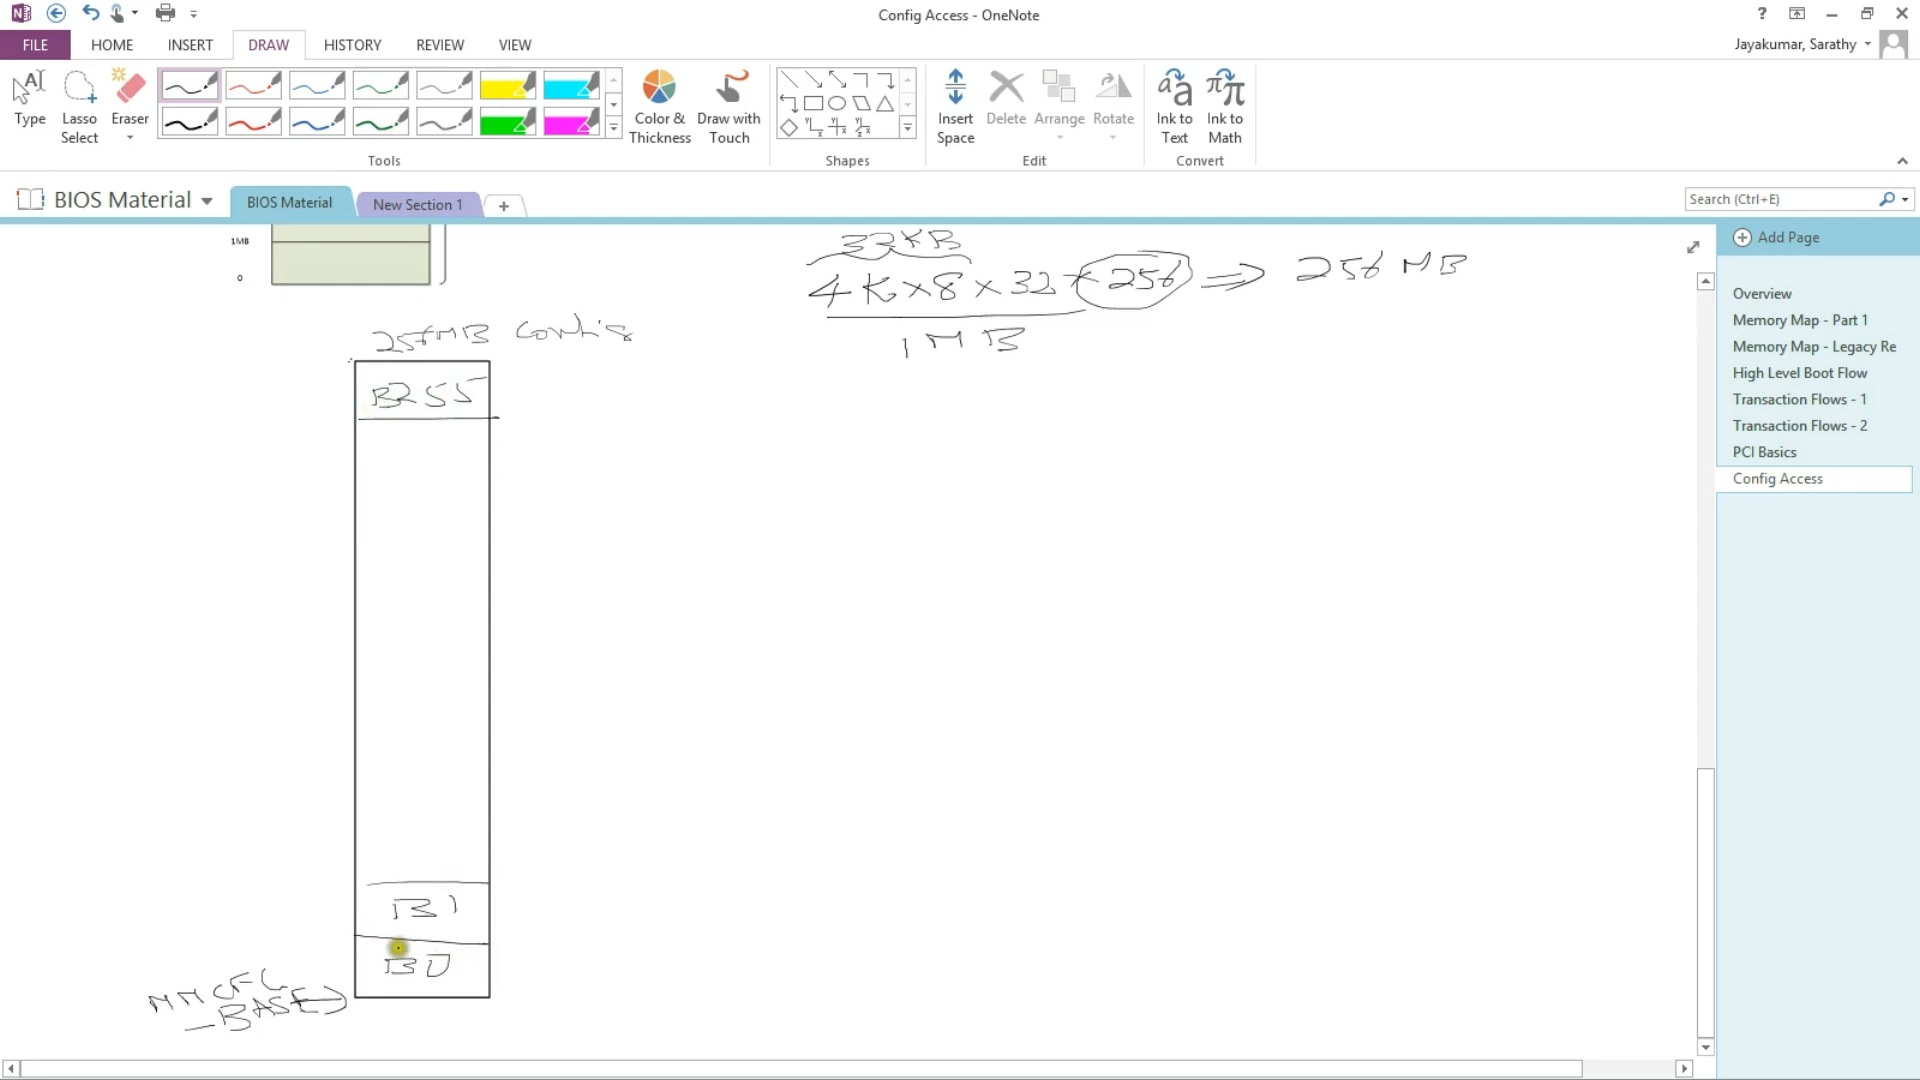 Config Access - OneNote
?
FILE
HOME
INSERT
DRAW
HISTORY
REVIEW
VIEW
Jayakumar, Sarathy
Type
Lasso Select
Eraser
Color & Thickness
Draw with Touch
Insert Space
Delete
Arrange
Rotate
Ink to Text
Ink to Math
Tools
Shapes
Edit
Convert
BIOS Material
BIOS Material
New Section 1
Search (Ctrl+E)
Add Page
Overview
Memory Map - Part 1
Memory Map - Legacy Re
High Level Boot Flow
Transaction Flows - 1
Transaction Flows - 2
PCI Basics
Config Access
1MB
0
32KB
4K×8×32×256 ⇒ 256 MB
1MB
256MB Config
B255
B1
B0
MMCFG
_BASE